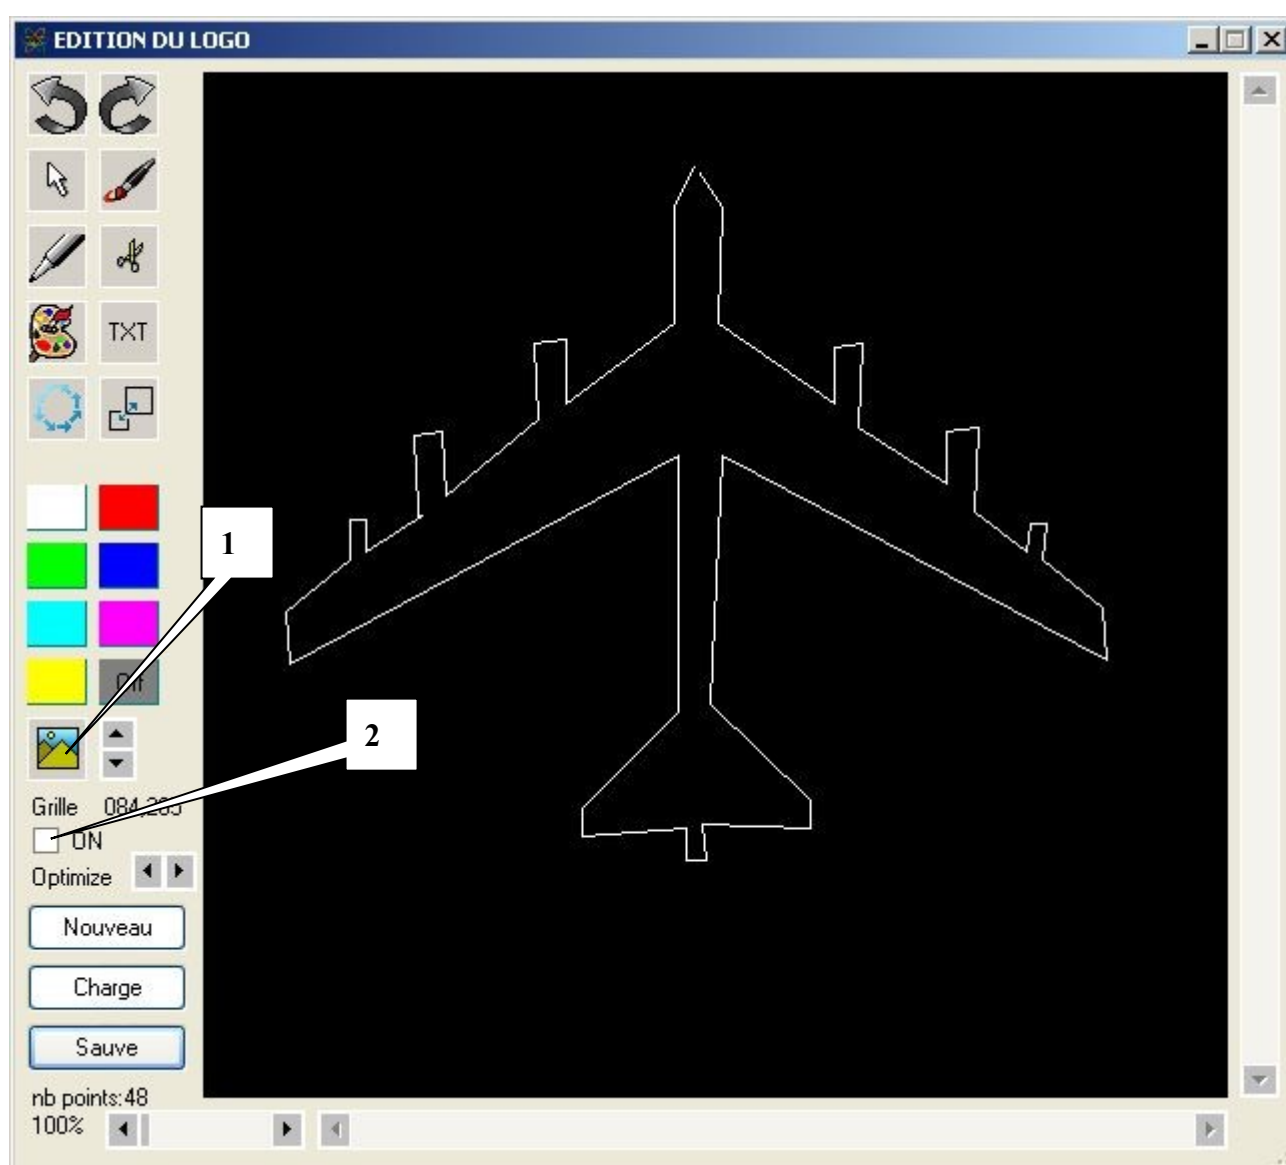 EDITION DU LOGO
TXT
1
2
Grille
ON
Optimize
Nouveau
Charge
Sauve
nb points:48
100%